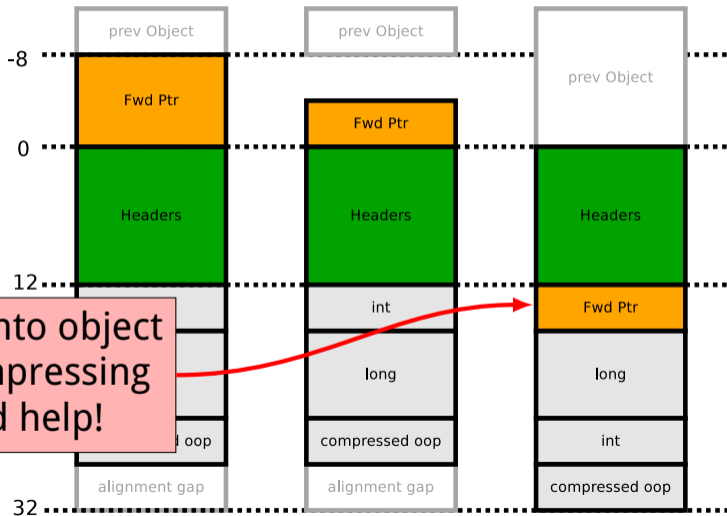 prev Object
prev Object
prev Object
-8
Fwd Ptr
Fwd Ptr
0
Headers
Headers
Headers
12
int
Fwd Ptr
nto object
npressing
d help!
long
long
oop
compressed oop
int
alignment gap
alignment gap
compressed oop
32